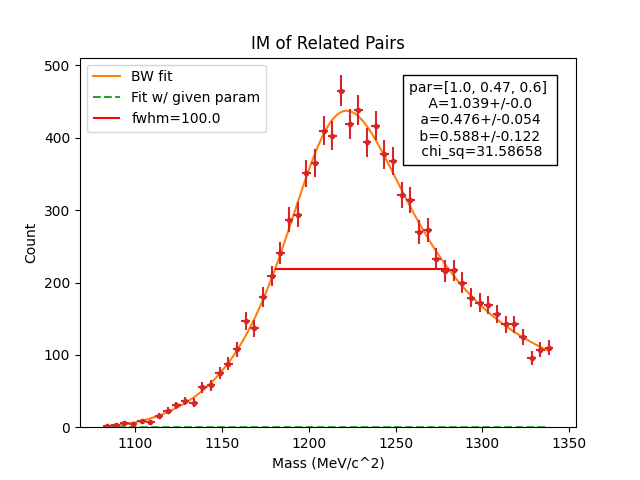 IM of Related Pairs
BW fit
Fit w/ given param
fwhm=100.0
par=[1.0, 0.47, 0.6]
A=1.039+/-0.0
a=0.476+/-0.054
b=0.588+/-0.122
chi_sq=31.58658
Count
500
400
300
200
100
0
1100 1150 1200 1250 1300 1350
Mass (MeV/c^2)